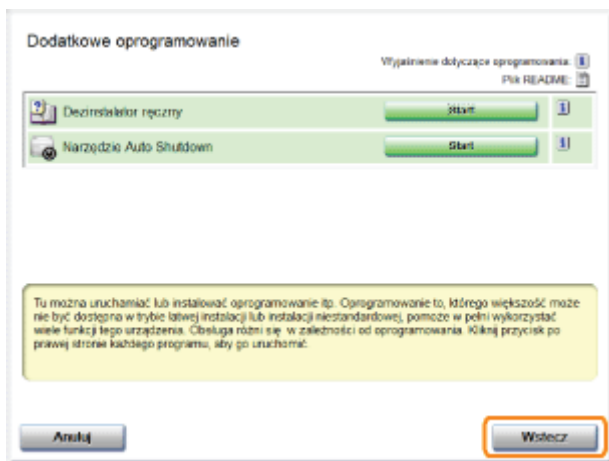 Dodatkowe oprogramowanie
Wyjaśnienie dotyczące oprogramowania:
Plik README:
Dezinstalator ręczny
Start
Narzędzie Auto Shutdown
Start
Tu można uruchamiać lub instalować oprogramowanie itp. Oprogramowanie to, którego większość może
nie być dostępna w trybie łatwej instalacji lub instalacji niestandardowej, pomoże w pełni wykorzystać
wiele funkcji tego urządzenia. Obsługa różni się w zależności od oprogramowania. Kliknij przycisk po
prawej stronie każdego programu, aby go uruchomić.
Anuluj
Wstecz